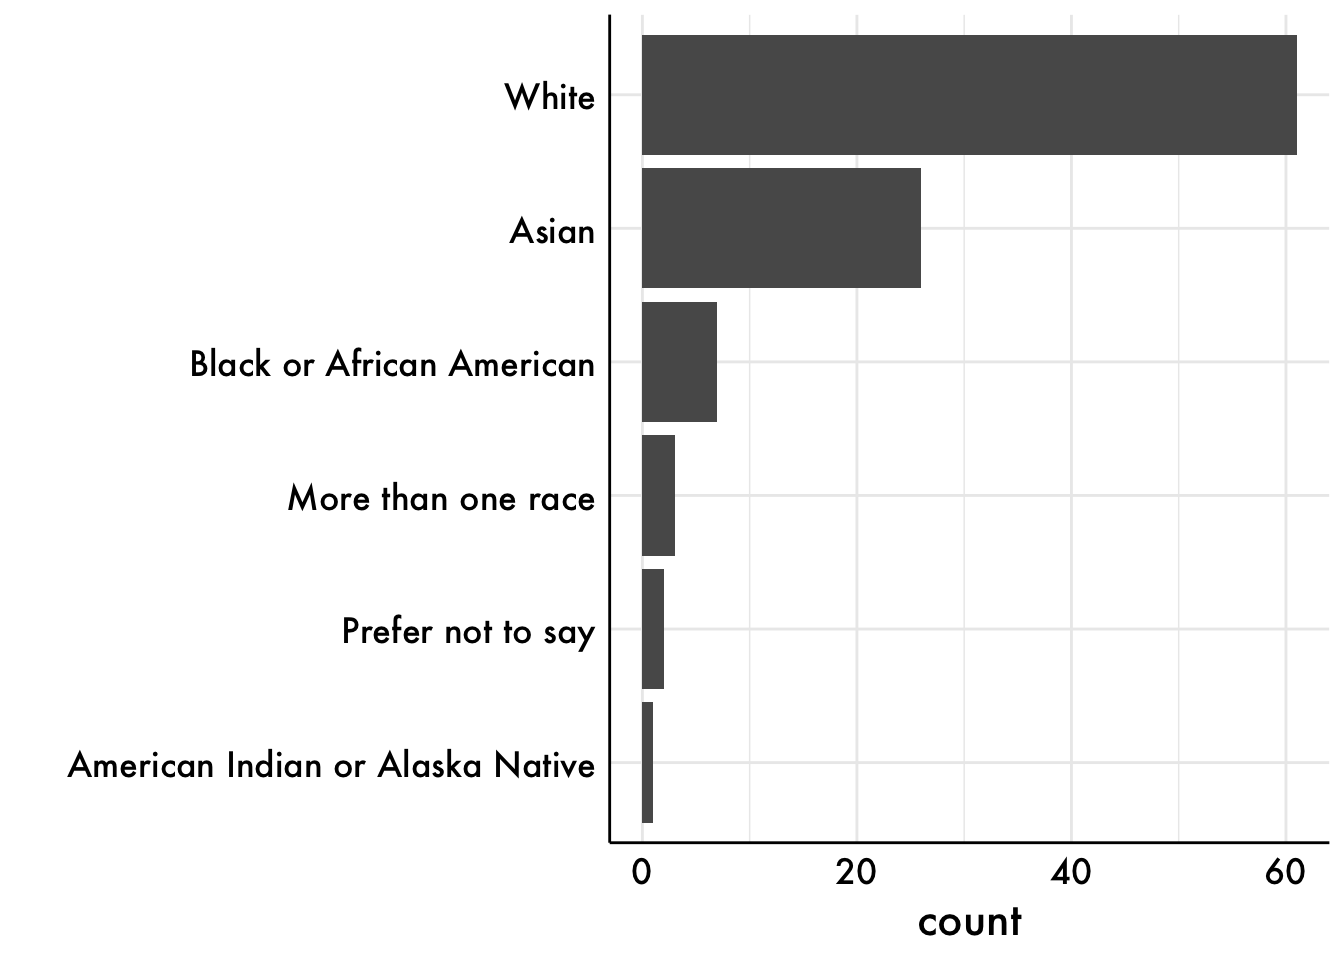 White
Asian
Black or African American
More than one race
Prefer not to say
American Indian or Alaska Native
0 20 40 60
count